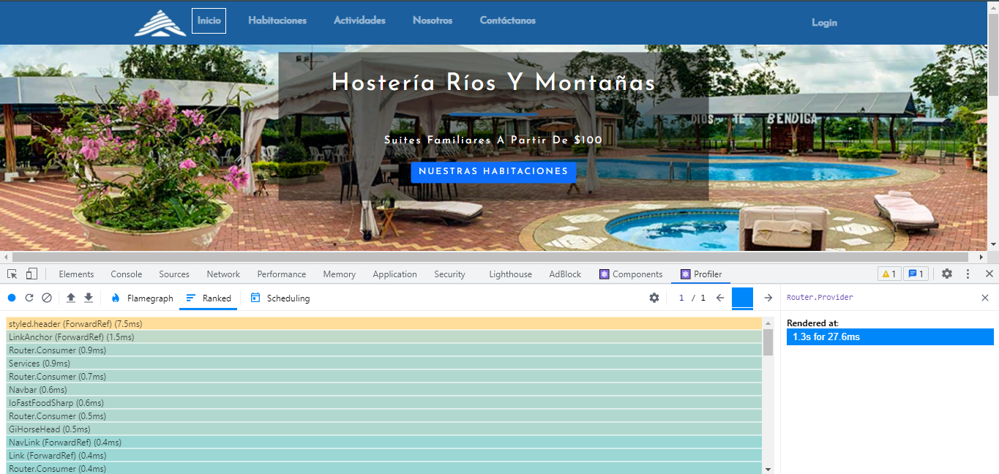 Inicio Habitaciones Actividades Nosotros Contáctanos Login
Hostería Ríos Y Montañas
DIOS TE BENDIGA
Suites Familiares A Partir De $100
NUESTRAS HABITACIONES
Elements Console Sources Network Performance Memory Application Security Lighthouse AdBlock Components Profiler 1 1
Flamegraph Ranked Scheduling 1 / 1 Router.Provider
Rendered at:
1.3s for 27.6ms
styled.header (ForwardRef) (7.5ms)
LinkAnchor (ForwardRef) (1.5ms)
Router.Consumer (0.9ms)
Services (0.9ms)
Router.Consumer (0.7ms)
Navbar (0.6ms)
IoFastFoodSharp (0.6ms)
Router.Consumer (0.5ms)
GiHorseHead (0.5ms)
NavLink (ForwardRef) (0.4ms)
Link (ForwardRef) (0.4ms)
Router.Consumer (0.4ms)